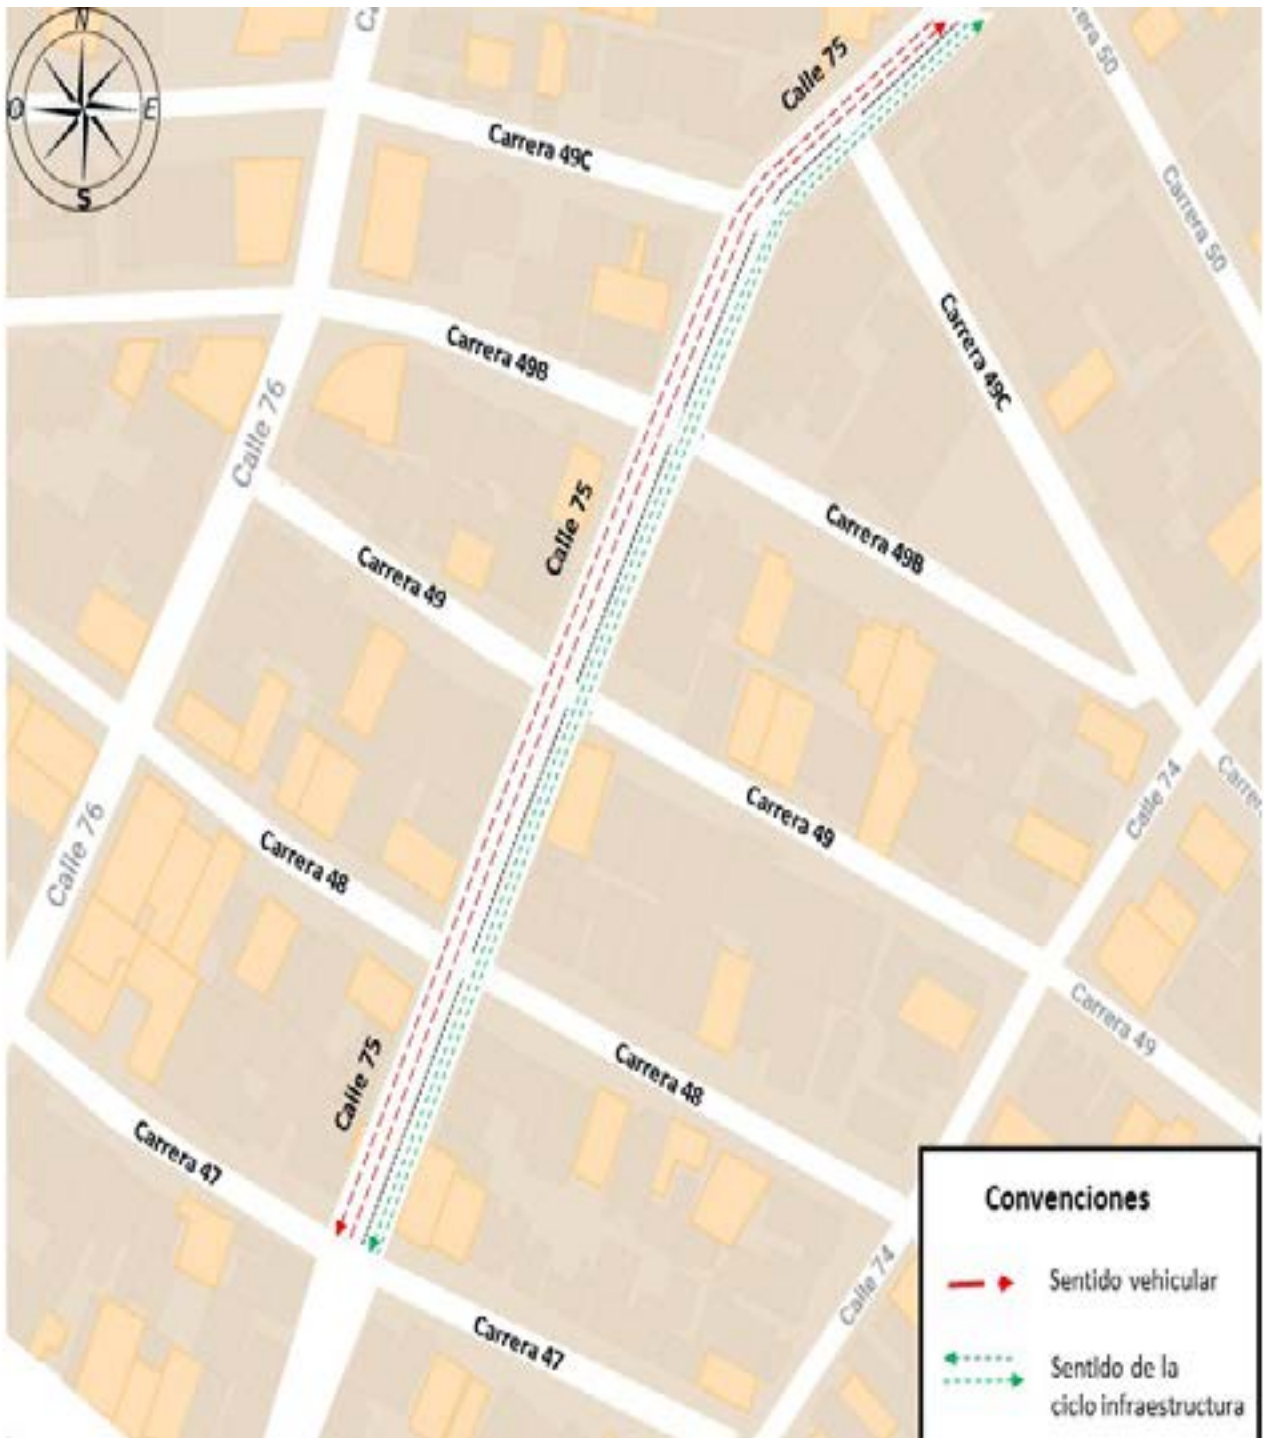 N
O
E
S
Calle 75
Carrera 49C
Carrera 50
Carrera 49C
Carrera 49B
Calle 76
Calle 75
Carrera 49B
Carrera 49
Calle 76
Carrera 49
Calle 74
Carrera 48
Carrera 49
Calle 75
Carrera 48
Carrera 47
Calle 74
Carrera 47
Convenciones
Sentido vehicular
Sentido de la
ciclo infraestructura